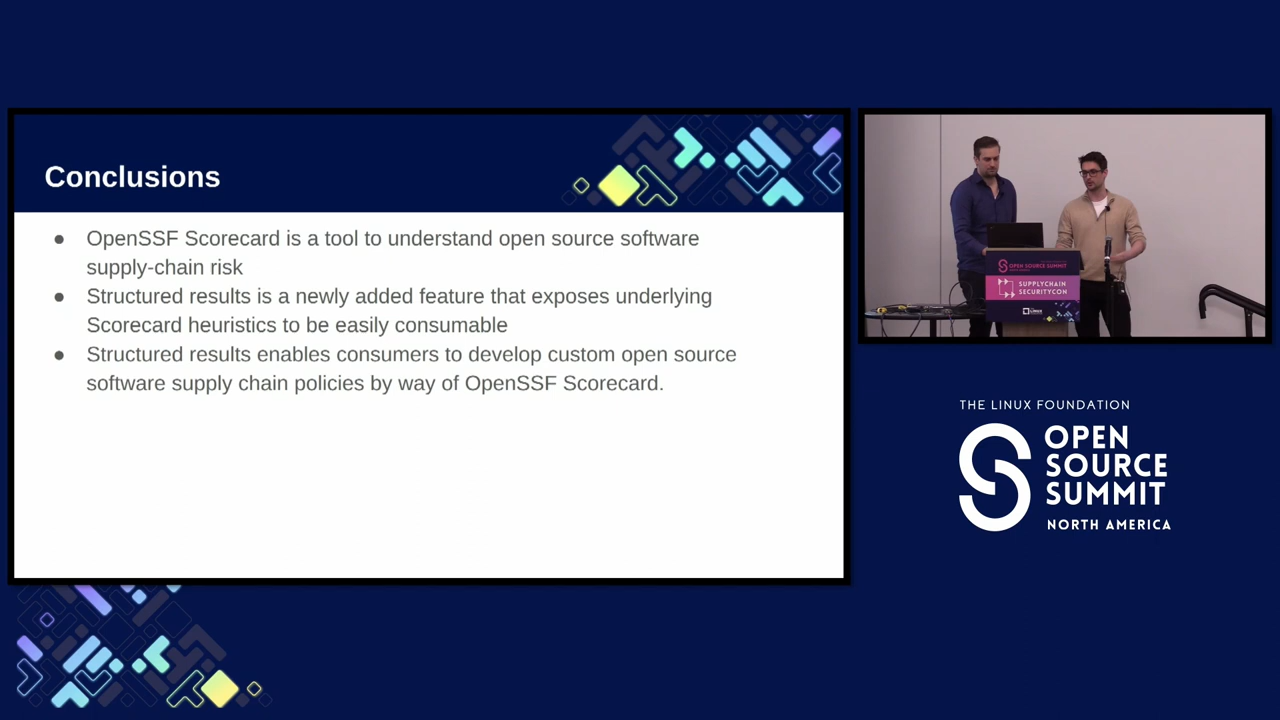 Conclusions
● OpenSSF Scorecard is a tool to understand open source software
supply-chain risk
● Structured results is a newly added feature that exposes underlying
Scorecard heuristics to be easily consumable
● Structured results enables consumers to develop custom open source
software supply chain policies by way of OpenSSF Scorecard.
OPEN SOURCE SUMMIT
SUPPLYCHAIN
SECURITYCON
THE LINUX FOUNDATION
OPEN
SOURCE
SUMMIT
NORTH AMERICA